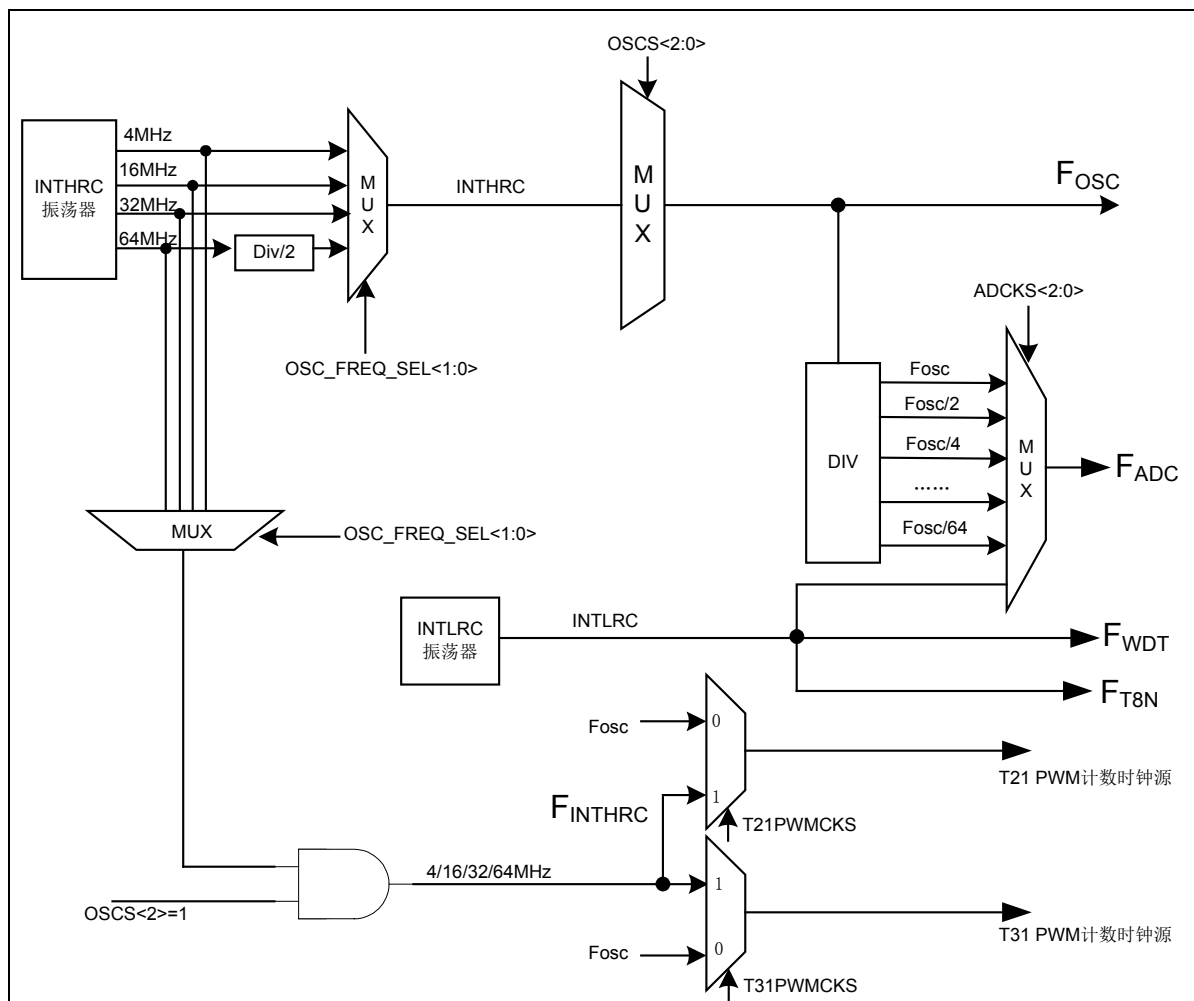 OSCS<2:0>
4MHz
16MHz
32MHz
64MHz
INTHRC
振荡器
Div/2
M
U
X
INTHRC
M
U
X
FOSC
OSC_FREQ_SEL<1:0>
ADCKS<2:0>
DIV
Fosc
Fosc/2
Fosc/4
......
Fosc/64
M
U
X
FADC
MUX
OSC_FREQ_SEL<1:0>
INTLRC
振荡器
INTLRC
FWDT
FT8N
Fosc
0
1
T21 PWM计数时钟源
FINTHRC
T21PWMCKS
4/16/32/64MHz
OSCS<2>=1
1
0
Fosc
T31 PWM计数时钟源
T31PWMCKS